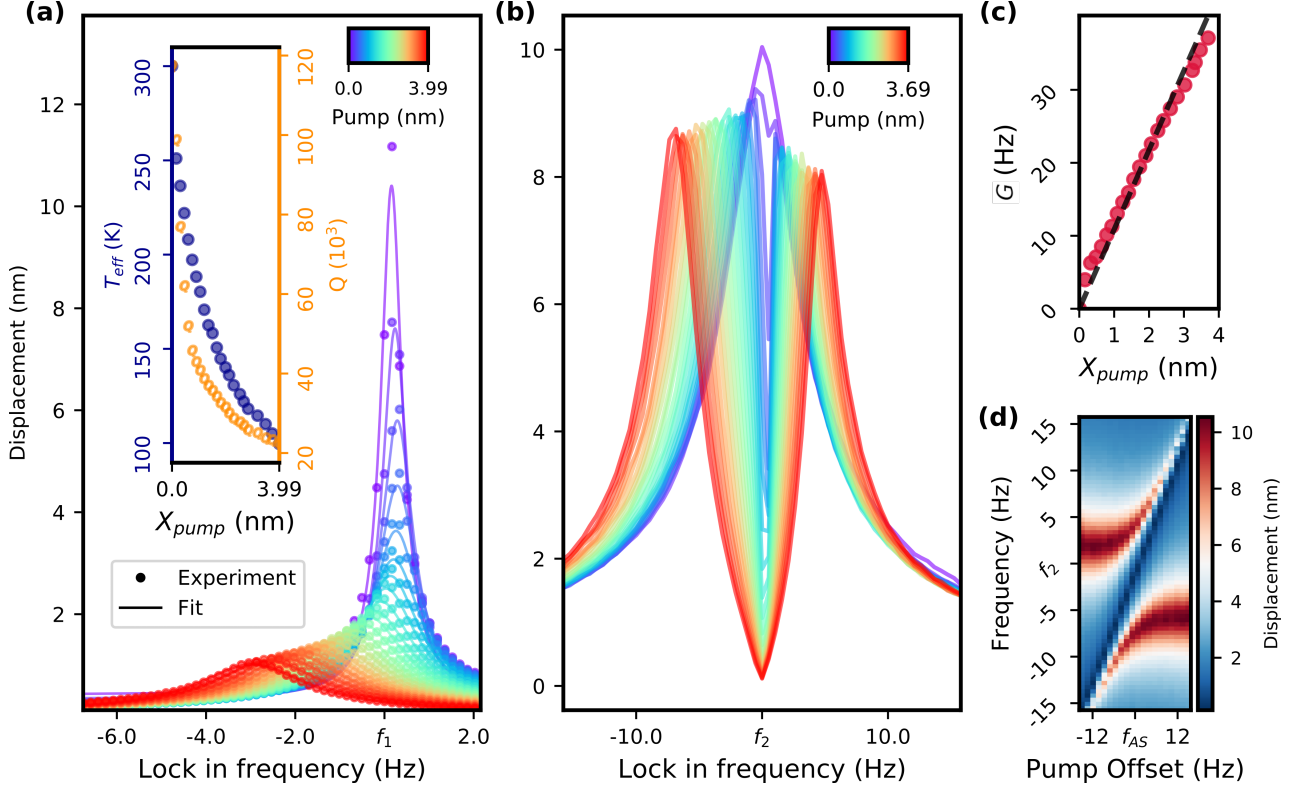 (a)
Displacement (nm)
12
10
8
6
4
2
-6.0 -4.0 -2.0 f₁ 2.0
Lock in frequency (Hz)
T_eff (K)
300
250
200
150
100
Q (10³)
120
100
80
60
40
20
0.0 3.99
X_pump (nm)
0.0 3.99
Pump (nm)
Experiment
Fit
(b)
10
8
6
4
2
0
-10.0 f₂ 10.0
Lock in frequency (Hz)
0.0 3.69
Pump (nm)
(c)
G̅ (Hz)
30
20
10
0
0 1 2 3 4
X_pump (nm)
(d)
Frequency (Hz)
15
10
5
f₂
-5
-10
-15
-12 f_AS 12
Pump Offset (Hz)
10
8
6
4
2
Displacement (nm)